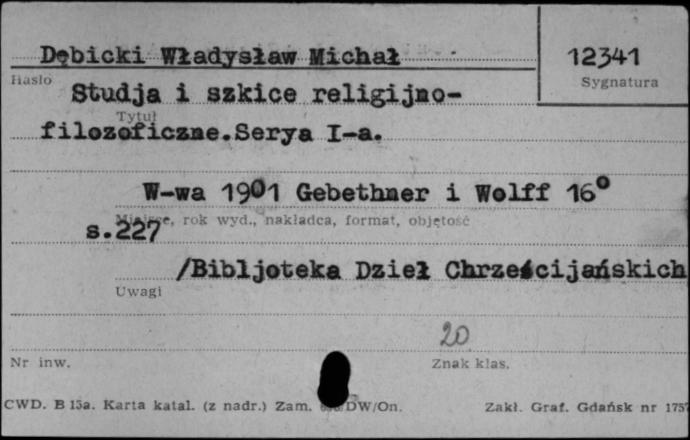 Dębicki Władysław Michał
12341
Hasło
Sygnatura
Studja i szkice religijno-
Tytuł
filozoficzne.Serya I-a.
W-wa 1901 Gebethner i Wolff 16°
Miejsce, rok wyd., nakładca, format, objętość
s.227
/Bibljoteka Dzieł Chrześcijańskich
Uwagi
20
Nr inw.
Znak klas.
CWD. B 15a. Karta katal. (z nadr.) Zam. DW/On.
Zakł. Graf. Gdańsk nr 1757